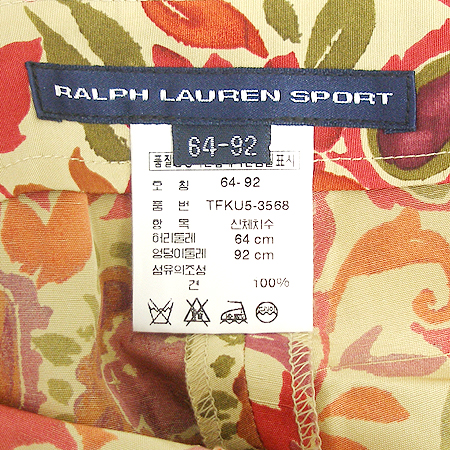 RALPH LAUREN SPORT
64-92
호 칭 64-92
품 번 TFKU5-3568
항 목 신체치수
허리둘레 64 cm
엉덩이둘레 92 cm
섬유의조성
견 100%